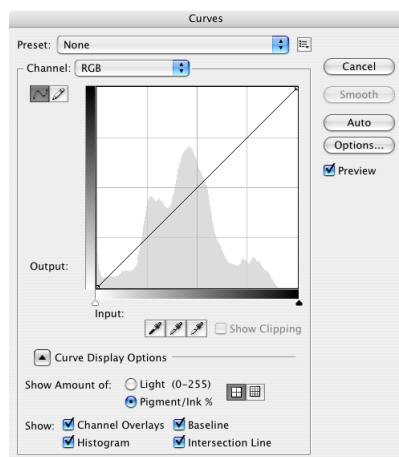 Curves
Preset: None
Channel: RGB
Cancel
Smooth
Auto
Options...
Preview
Output:
Input:
Show Clipping
Curve Display Options
Show Amount of: Light (0–255)
Pigment/Ink %
Show: Channel Overlays Baseline
Histogram Intersection Line